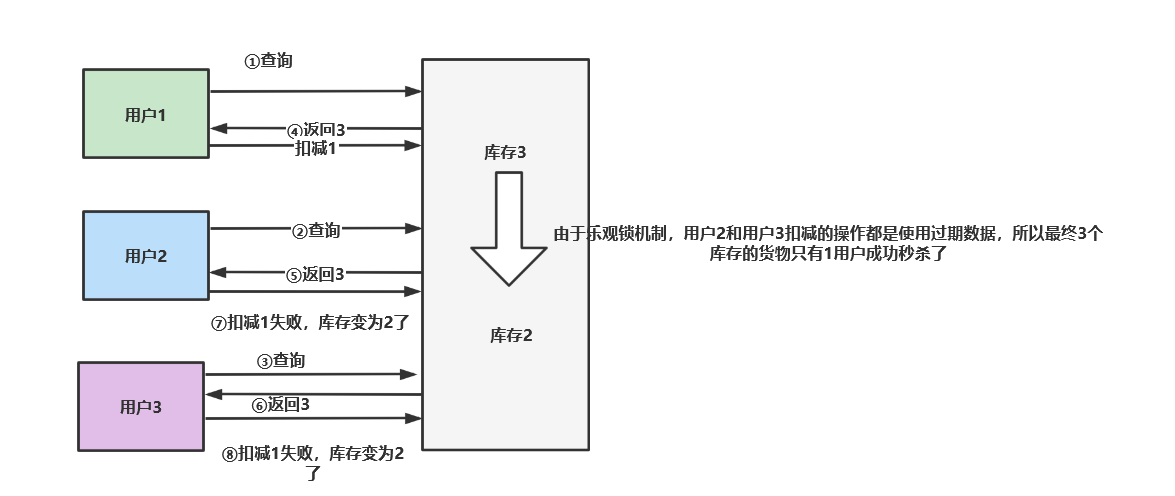 ①查询
用户1
④返回3
扣减1
库存3
②查询
用户2
⑤返回3
由于乐观锁机制，用户2和用户3扣减的操作都是使用过期数据，所以最终3个
库存的货物只有1用户成功秒杀了
⑦扣减1失败，库存变为2了
库存2
③查询
用户3
⑥返回3
⑧扣减1失败，库存变为2
了